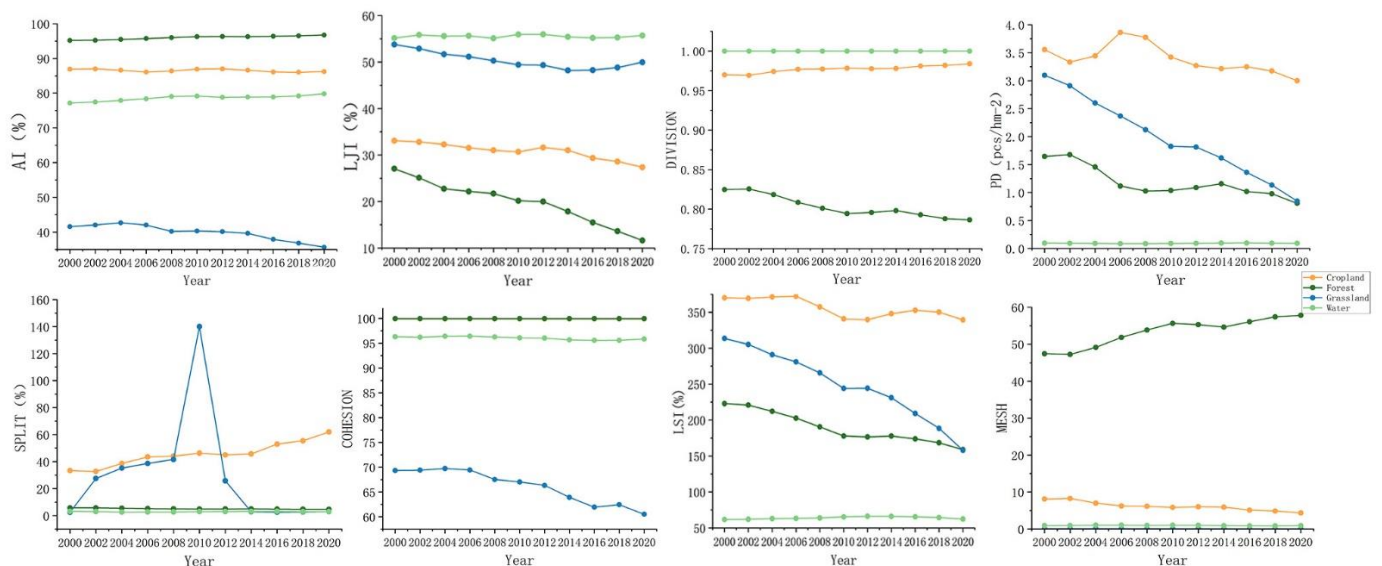 AI (%)
100
90
80
70
60
50
40
2000 2002 2004 2006 2008 2010 2012 2014 2016 2018 2020
Year
LJI (%)
60
50
40
30
20
10
2000 2002 2004 2006 2008 2010 2012 2014 2016 2018 2020
Year
DIVISION
1.00
0.95
0.90
0.85
0.80
0.75
2000 2002 2004 2006 2008 2010 2012 2014 2016 2018 2020
Year
PD (pcs/hm-2)
4.0
3.5
3.0
2.5
2.0
1.5
1.0
0.5
0.0
2000 2002 2004 2006 2008 2010 2012 2014 2016 2018 2020
Year
Cropland
Forest
Grassland
Water
SPLIT (%)
160
140
120
100
80
60
40
20
0
2000 2002 2004 2006 2008 2010 2012 2014 2016 2018 2020
Year
COHESION
100
95
90
85
80
75
70
65
60
2000 2002 2004 2006 2008 2010 2012 2014 2016 2018 2020
Year
LSI(%)
350
300
250
200
150
100
50
2000 2002 2004 2006 2008 2010 2012 2014 2016 2018 2020
Year
MESH
60
50
40
30
20
10
0
2000 2002 2004 2006 2008 2010 2012 2014 2016 2018 2020
Year